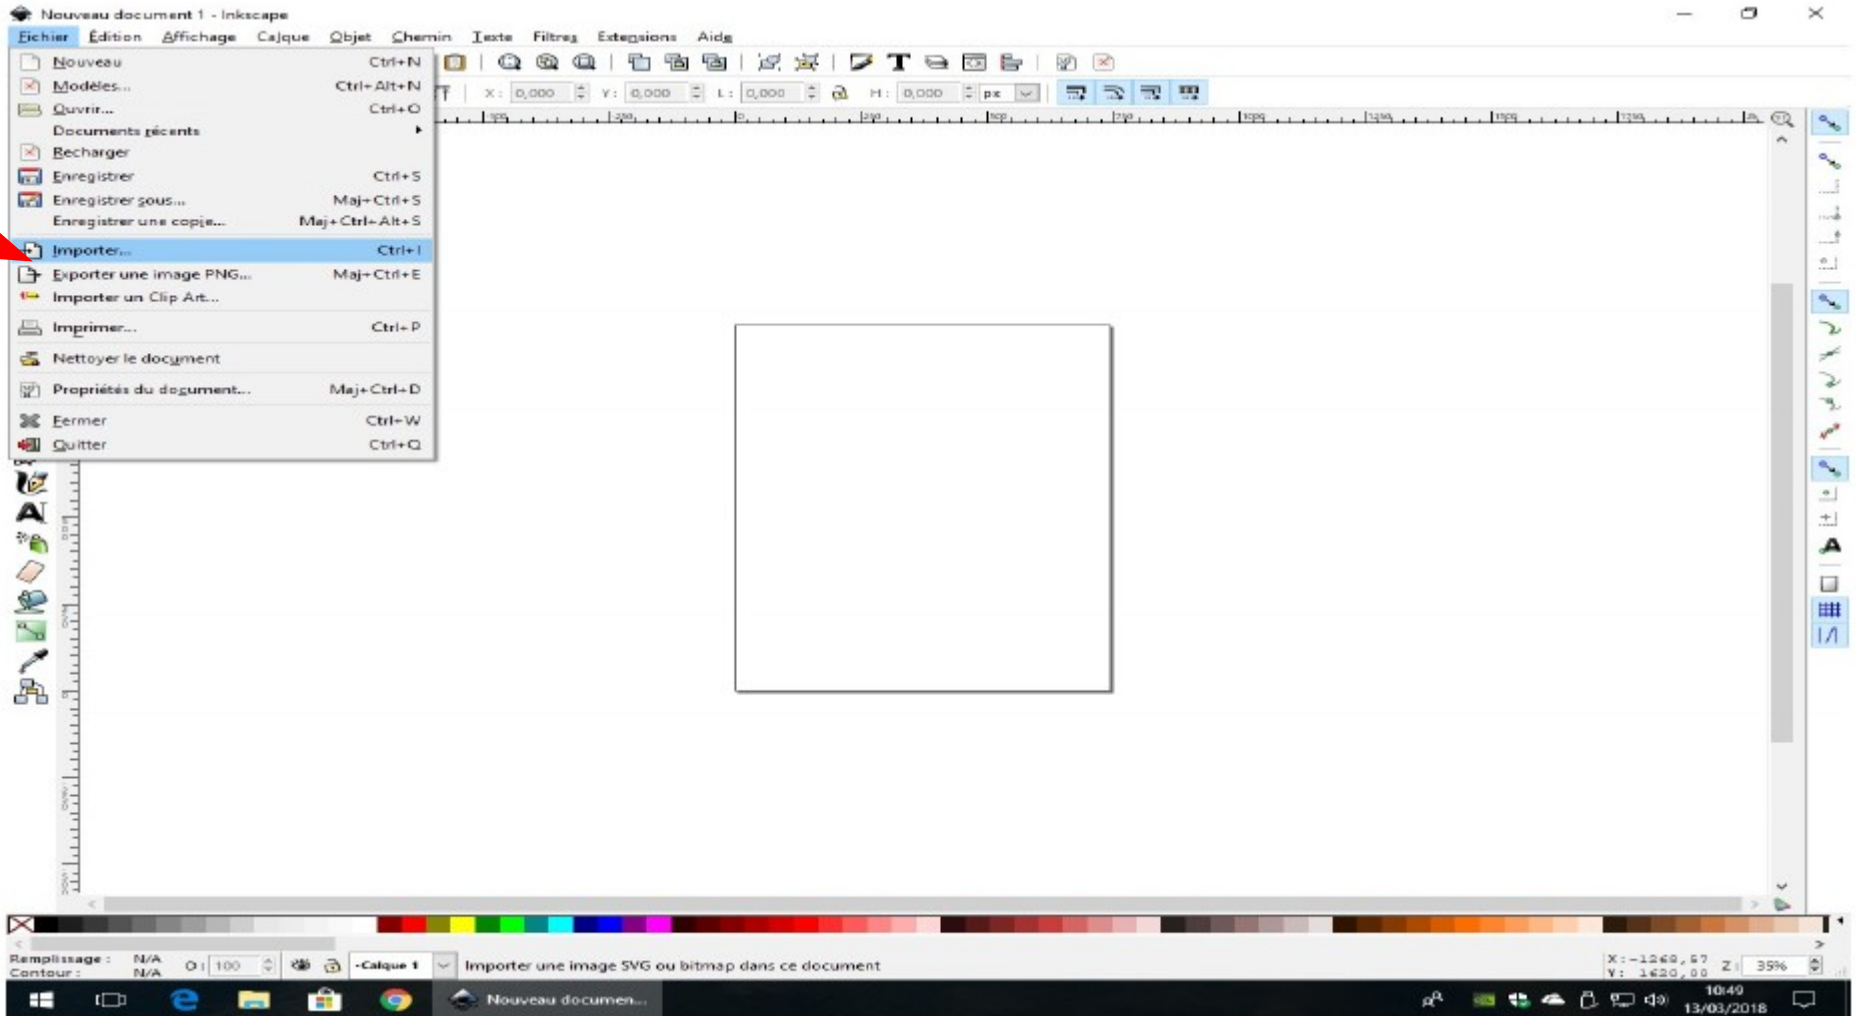 Nouveau document 1 - Inkscape
Fichier Édition Affichage Calque Objet Chemin Texte Filtres Extensions Aide
Nouveau Ctrl+N
Modèles... Ctrl+Alt+N
X: 0,000 Y: 0,000 L: 0,000 H: 0,000 px
Ouvrir... Ctrl+O
Documents récents
Recharger
Enregistrer Ctrl+S
Enregistrer sous... Maj+Ctrl+S
Enregistrer une copie... Maj+Ctrl+Alt+S
Importer... Ctrl+I
Exporter une image PNG... Maj+Ctrl+E
Importer un Clip Art...
Imprimer... Ctrl+P
Nettoyer le document
Propriétés du document... Maj+Ctrl+D
Fermer Ctrl+W
Quitter Ctrl+Q
Remplissage : N/A
Contour : N/A
O: 100
-Calque 1
Importer une image SVG ou bitmap dans ce document
X:-1268,57
Y: 1620,00
Z: 35%
Nouveau documen...
10:49
13/03/2018